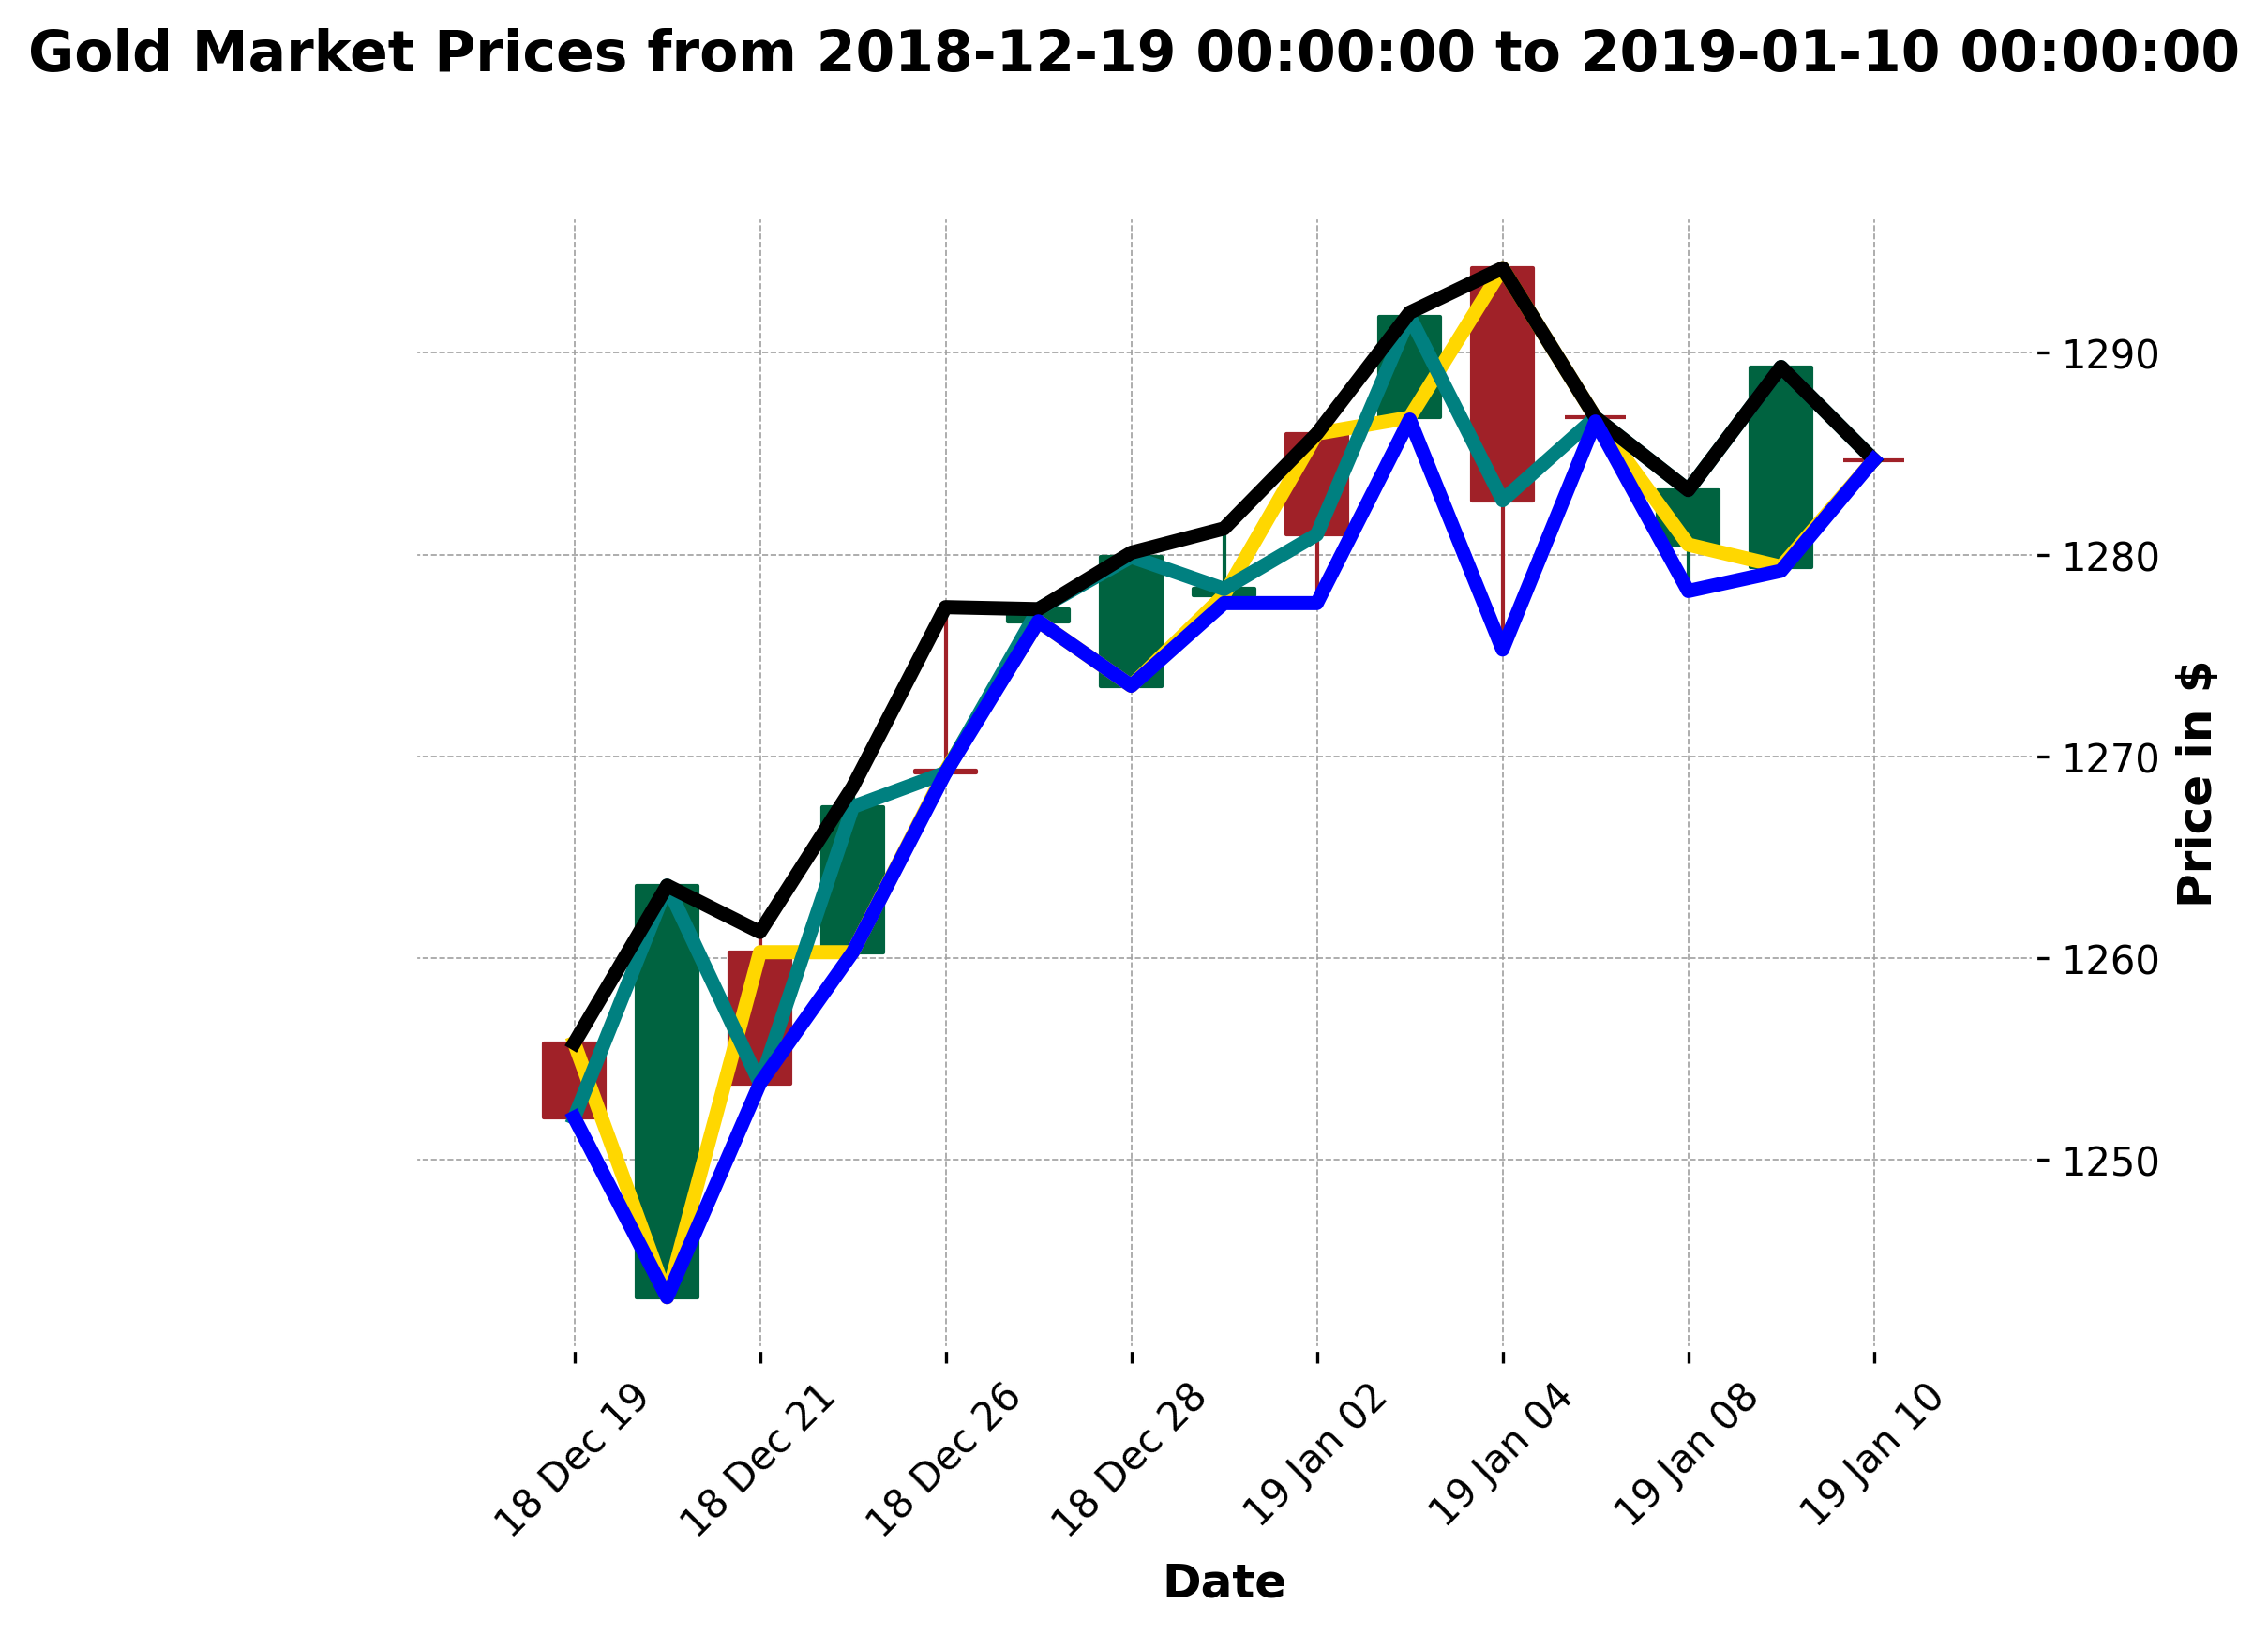 Gold Market Prices from 2018-12-19 00:00:00 to 2019-01-10 00:00:00
1290
1280
1270
1260
1250
Price in $
18 Dec 19
18 Dec 21
18 Dec 26
18 Dec 28
19 Jan 02
19 Jan 04
19 Jan 08
19 Jan 10
Date